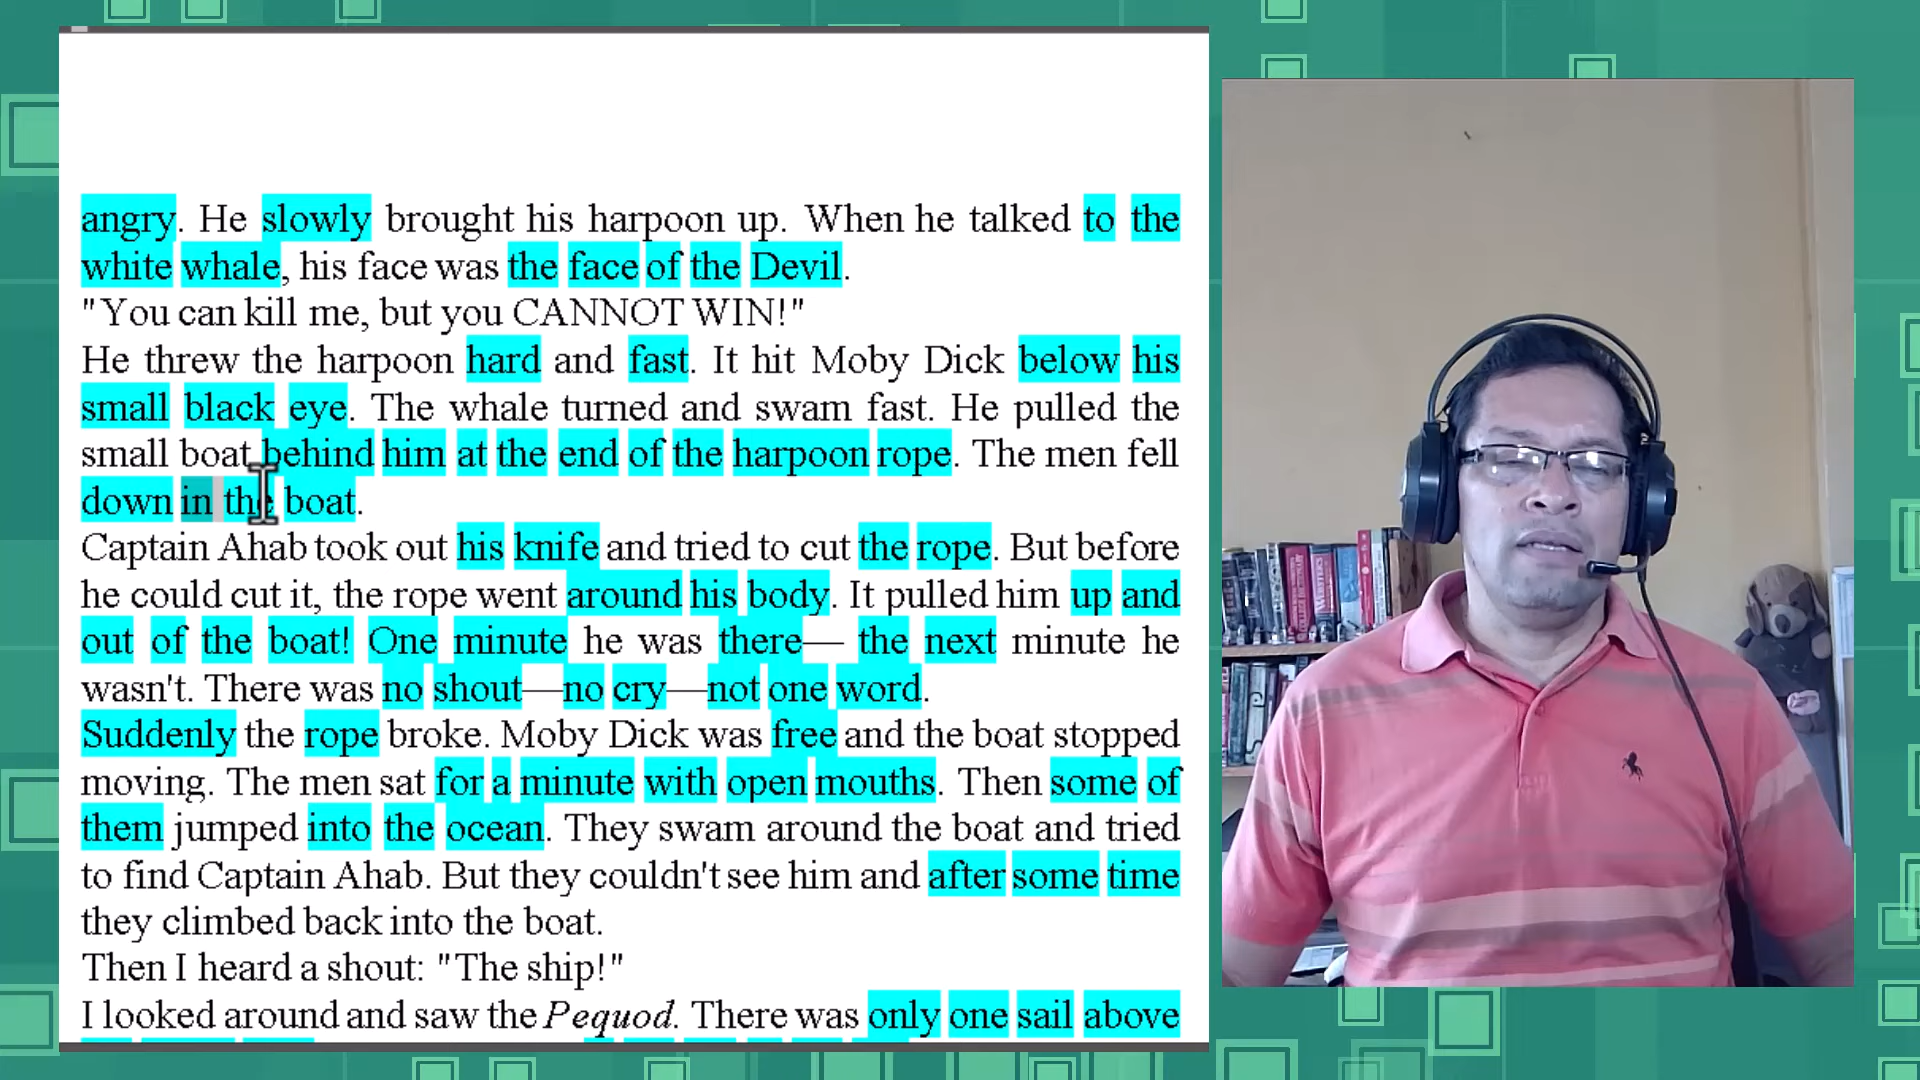 angry. He slowly brought his harpoon up. When he talked to the
white whale, his face was the face of the Devil.
"You can kill me, but you CANNOT WIN!"
He threw the harpoon hard and fast. It hit Moby Dick below his
small black eye. The whale turned and swam fast. He pulled the
small boat behind him at the end of the harpoon rope. The men fell
down in the boat.
Captain Ahab took out his knife and tried to cut the rope. But before
he could cut it, the rope went around his body. It pulled him up and
out of the boat! One minute he was there— the next minute he
wasn't. There was no shout—no cry—not one word.
Suddenly the rope broke. Moby Dick was free and the boat stopped
moving. The men sat for a minute with open mouths. Then some of
them jumped into the ocean. They swam around the boat and tried
to find Captain Ahab. But they couldn't see him and after some time
they climbed back into the boat.
Then I heard a shout: "The ship!"
I looked around and saw the Pequod. There was only one sail above